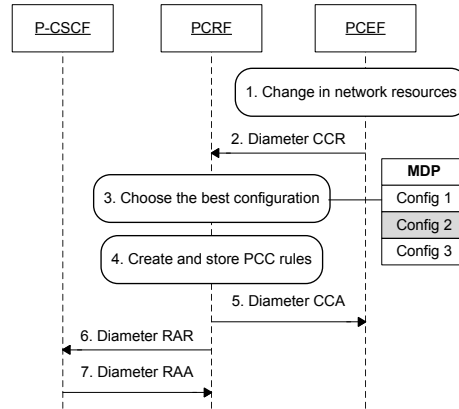 P-CSCF
PCRF
PCEF
1. Change in network resources
2. Diameter CCR
MDP
3. Choose the best configuration
Config 1
Config 2
Config 3
4. Create and store PCC rules
5. Diameter CCA
6. Diameter RAR
7. Diameter RAA